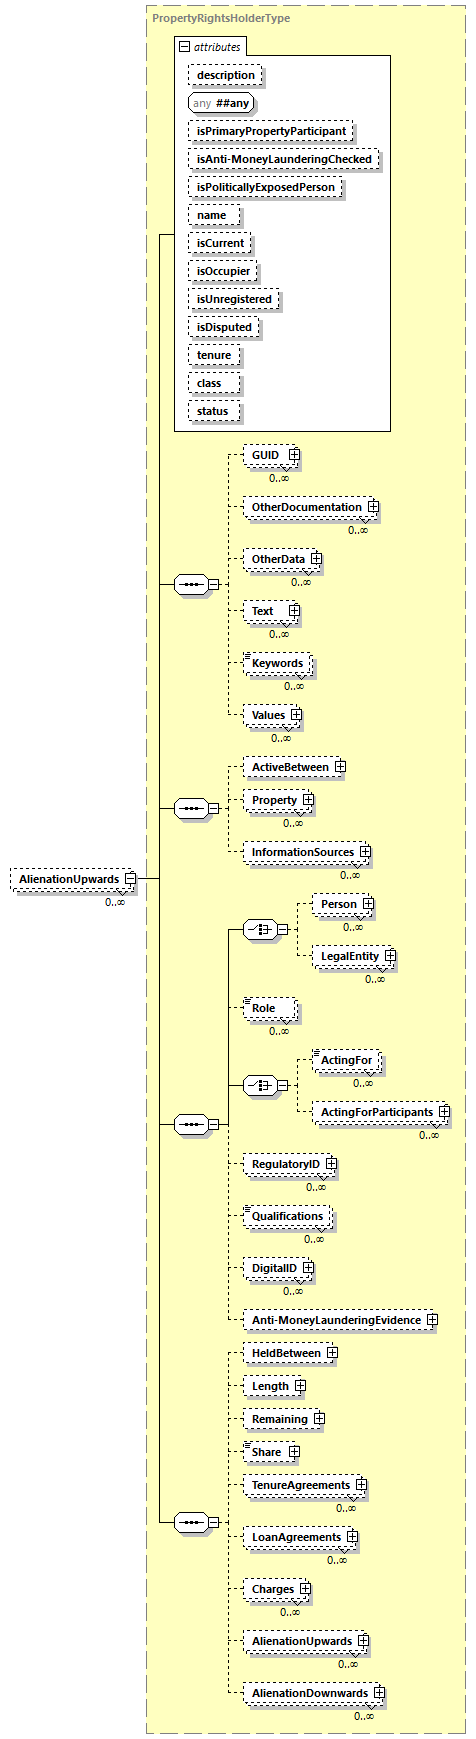 PropertyRightsHolderType
attributes
description
any ##any
isPrimaryPropertyParticipant
isAnti-MoneyLaunderingChecked
isPoliticallyExposedPerson
name
isCurrent
isOccupier
isUnregistered
isDisputed
tenure
class
status
GUID
0..∞
OtherDocumentation
0..∞
OtherData
0..∞
Text
0..∞
Keywords
0..∞
Values
0..∞
ActiveBetween
Property
0..∞
InformationSources
0..∞
AlienationUpwards
0..∞
Person
0..∞
LegalEntity
0..∞
Role
0..∞
ActingFor
0..∞
ActingForParticipants
0..∞
RegulatoryID
0..∞
Qualifications
0..∞
DigitalID
0..∞
Anti-MoneyLaunderingEvidence
HeldBetween
Length
Remaining
Share
TenureAgreements
0..∞
LoanAgreements
0..∞
Charges
0..∞
AlienationUpwards
0..∞
AlienationDownwards
0..∞